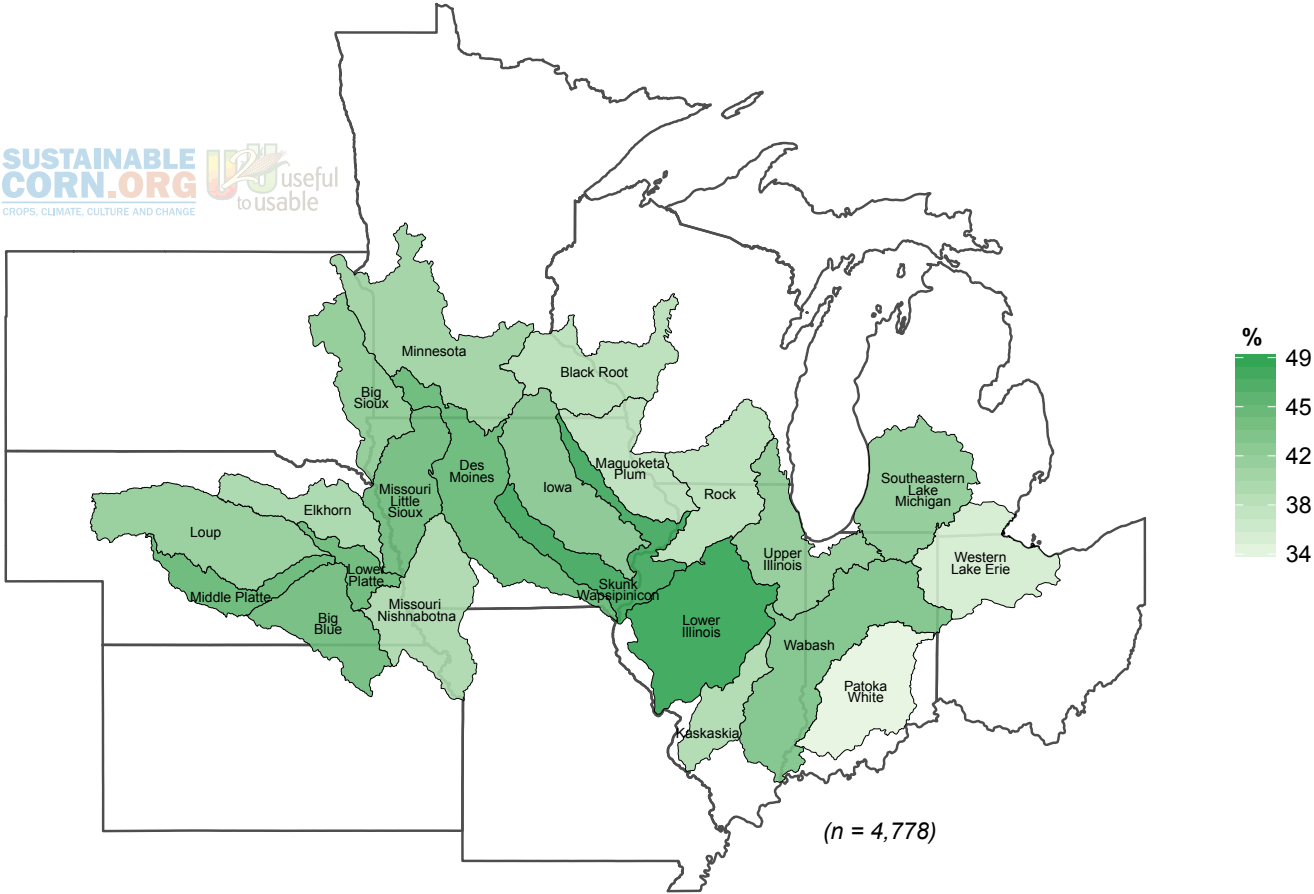 SUSTAINABLE
CORN.ORG
CROPS, CLIMATE, CULTURE AND CHANGE
U2U useful
to usable
%
49
45
42
38
34
Minnesota
Black Root
Big
Sioux
Maquoketa
Plum
Des
Moines
Iowa
Missouri
Little
Sioux
Rock
Southeastern
Lake
Michigan
Elkhorn
Loup
Upper
Illinois
Western
Lake Erie
Lower
Platte
Middle Platte
Skunk
Wapsipinicon
Missouri
Nishnabotna
Big
Blue
Lower
Illinois
Wabash
Patoka
White
Kaskaskia
(n = 4,778)